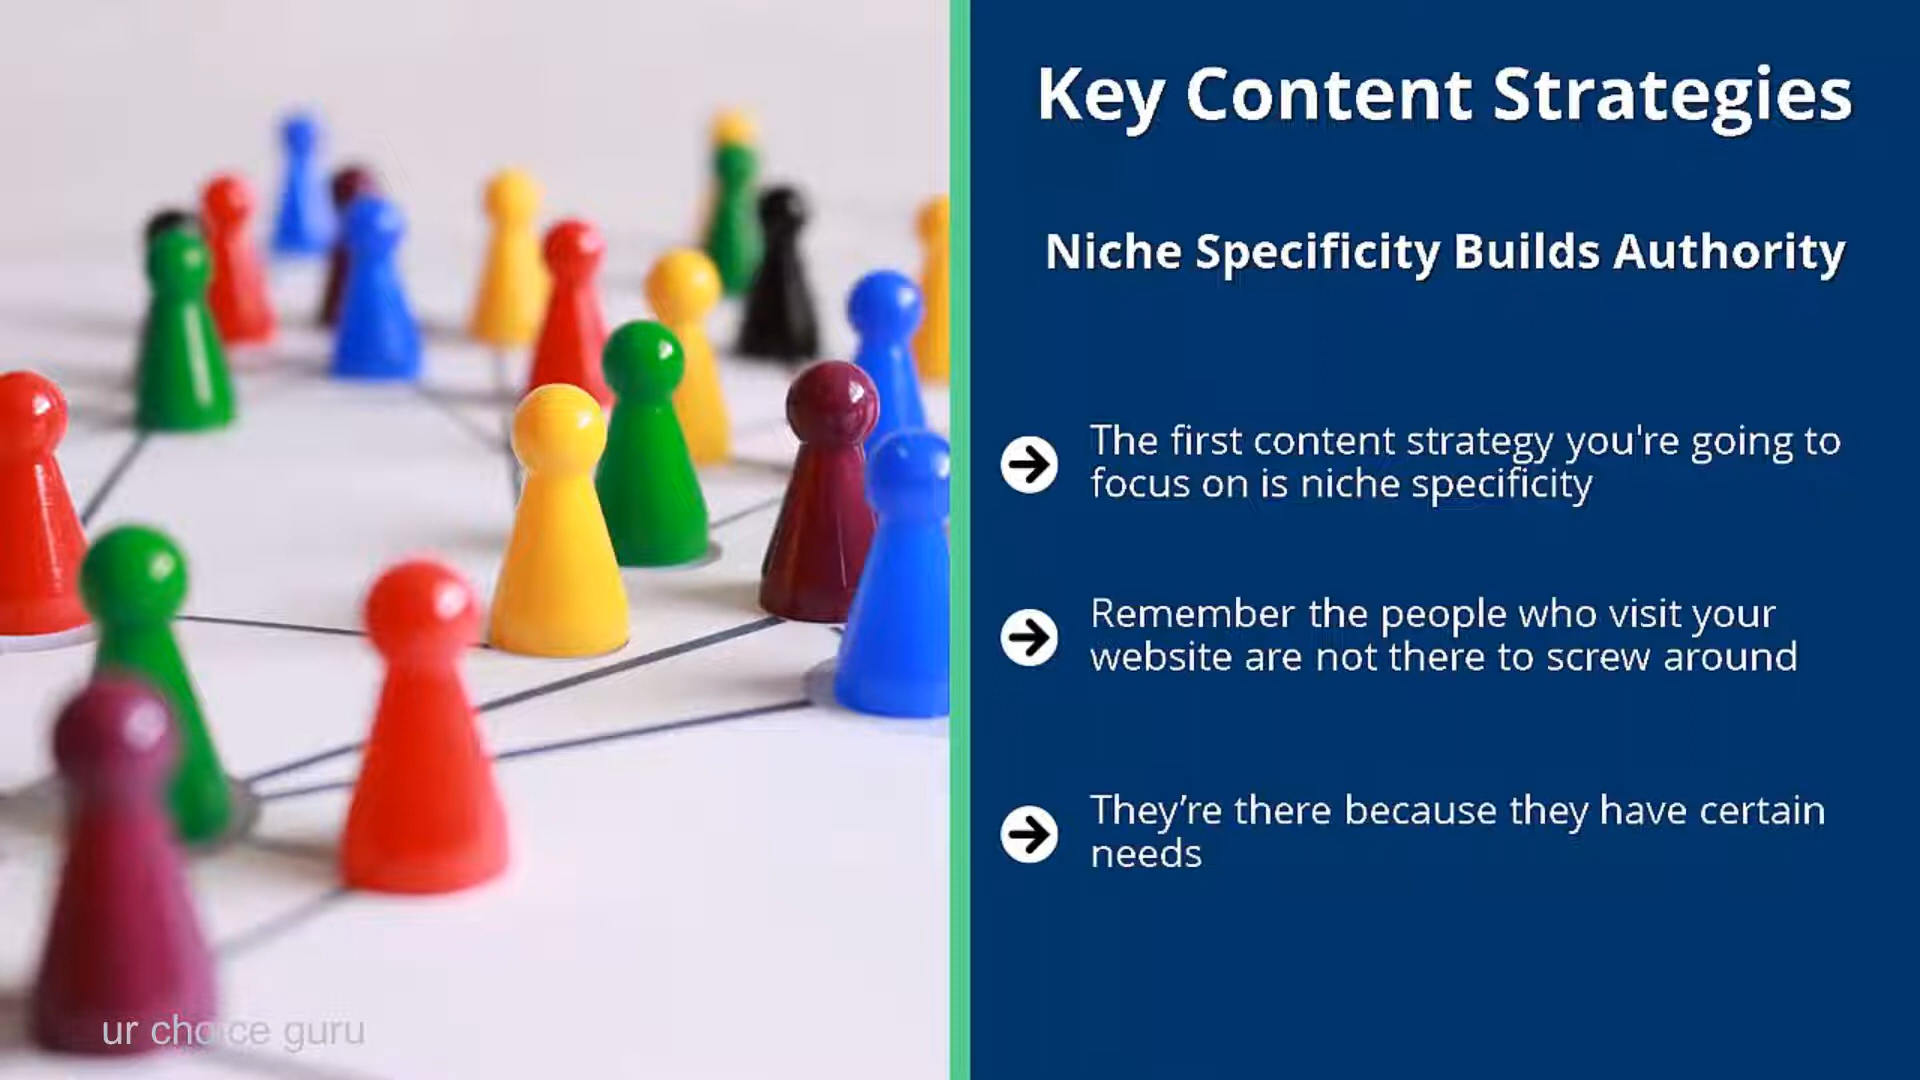 Key Content Strategies
Niche Specificity Builds Authority
The first content strategy you're going to
focus on is niche specificity
Remember the people who visit your
website are not there to screw around
They’re there because they have certain
needs
ur choice guru